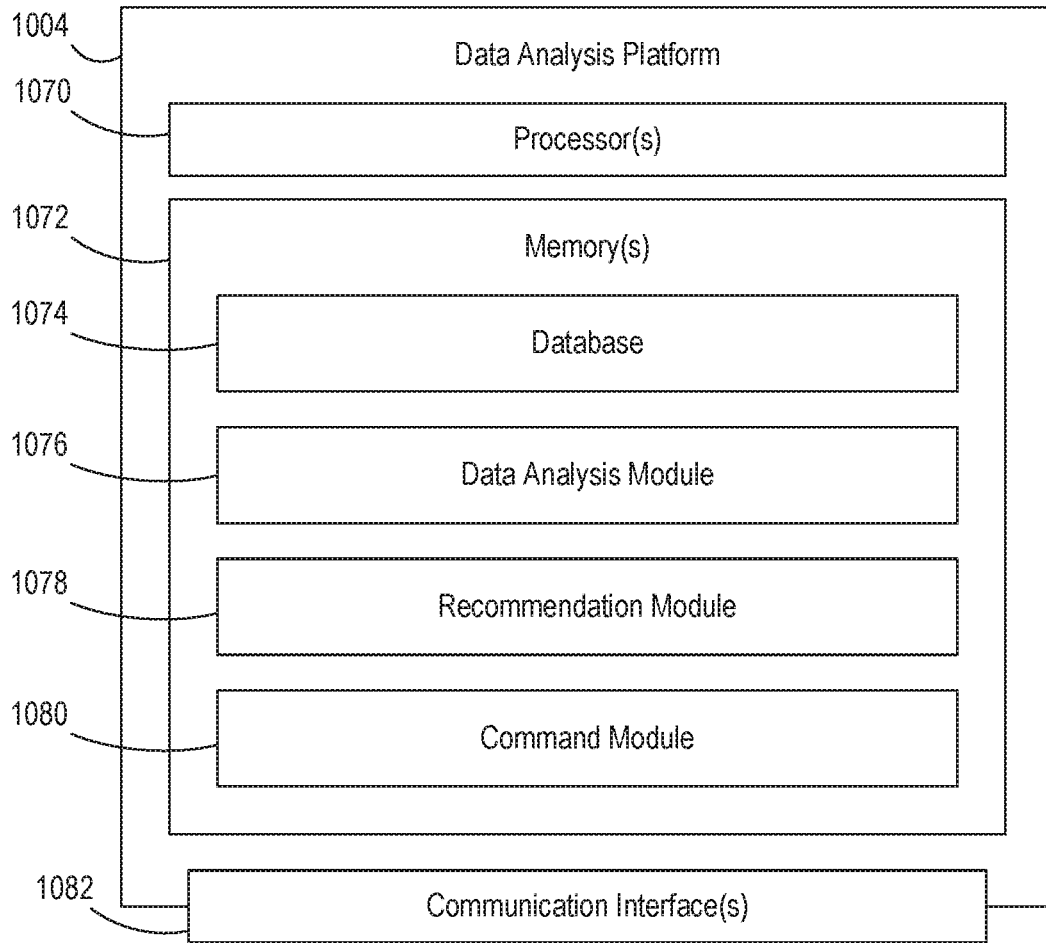 1004
Data Analysis Platform
1070
Processor(s)
1072
Memory(s)
1074
Database
1076
Data Analysis Module
1078
Recommendation Module
1080
Command Module
1082
Communication Interface(s)